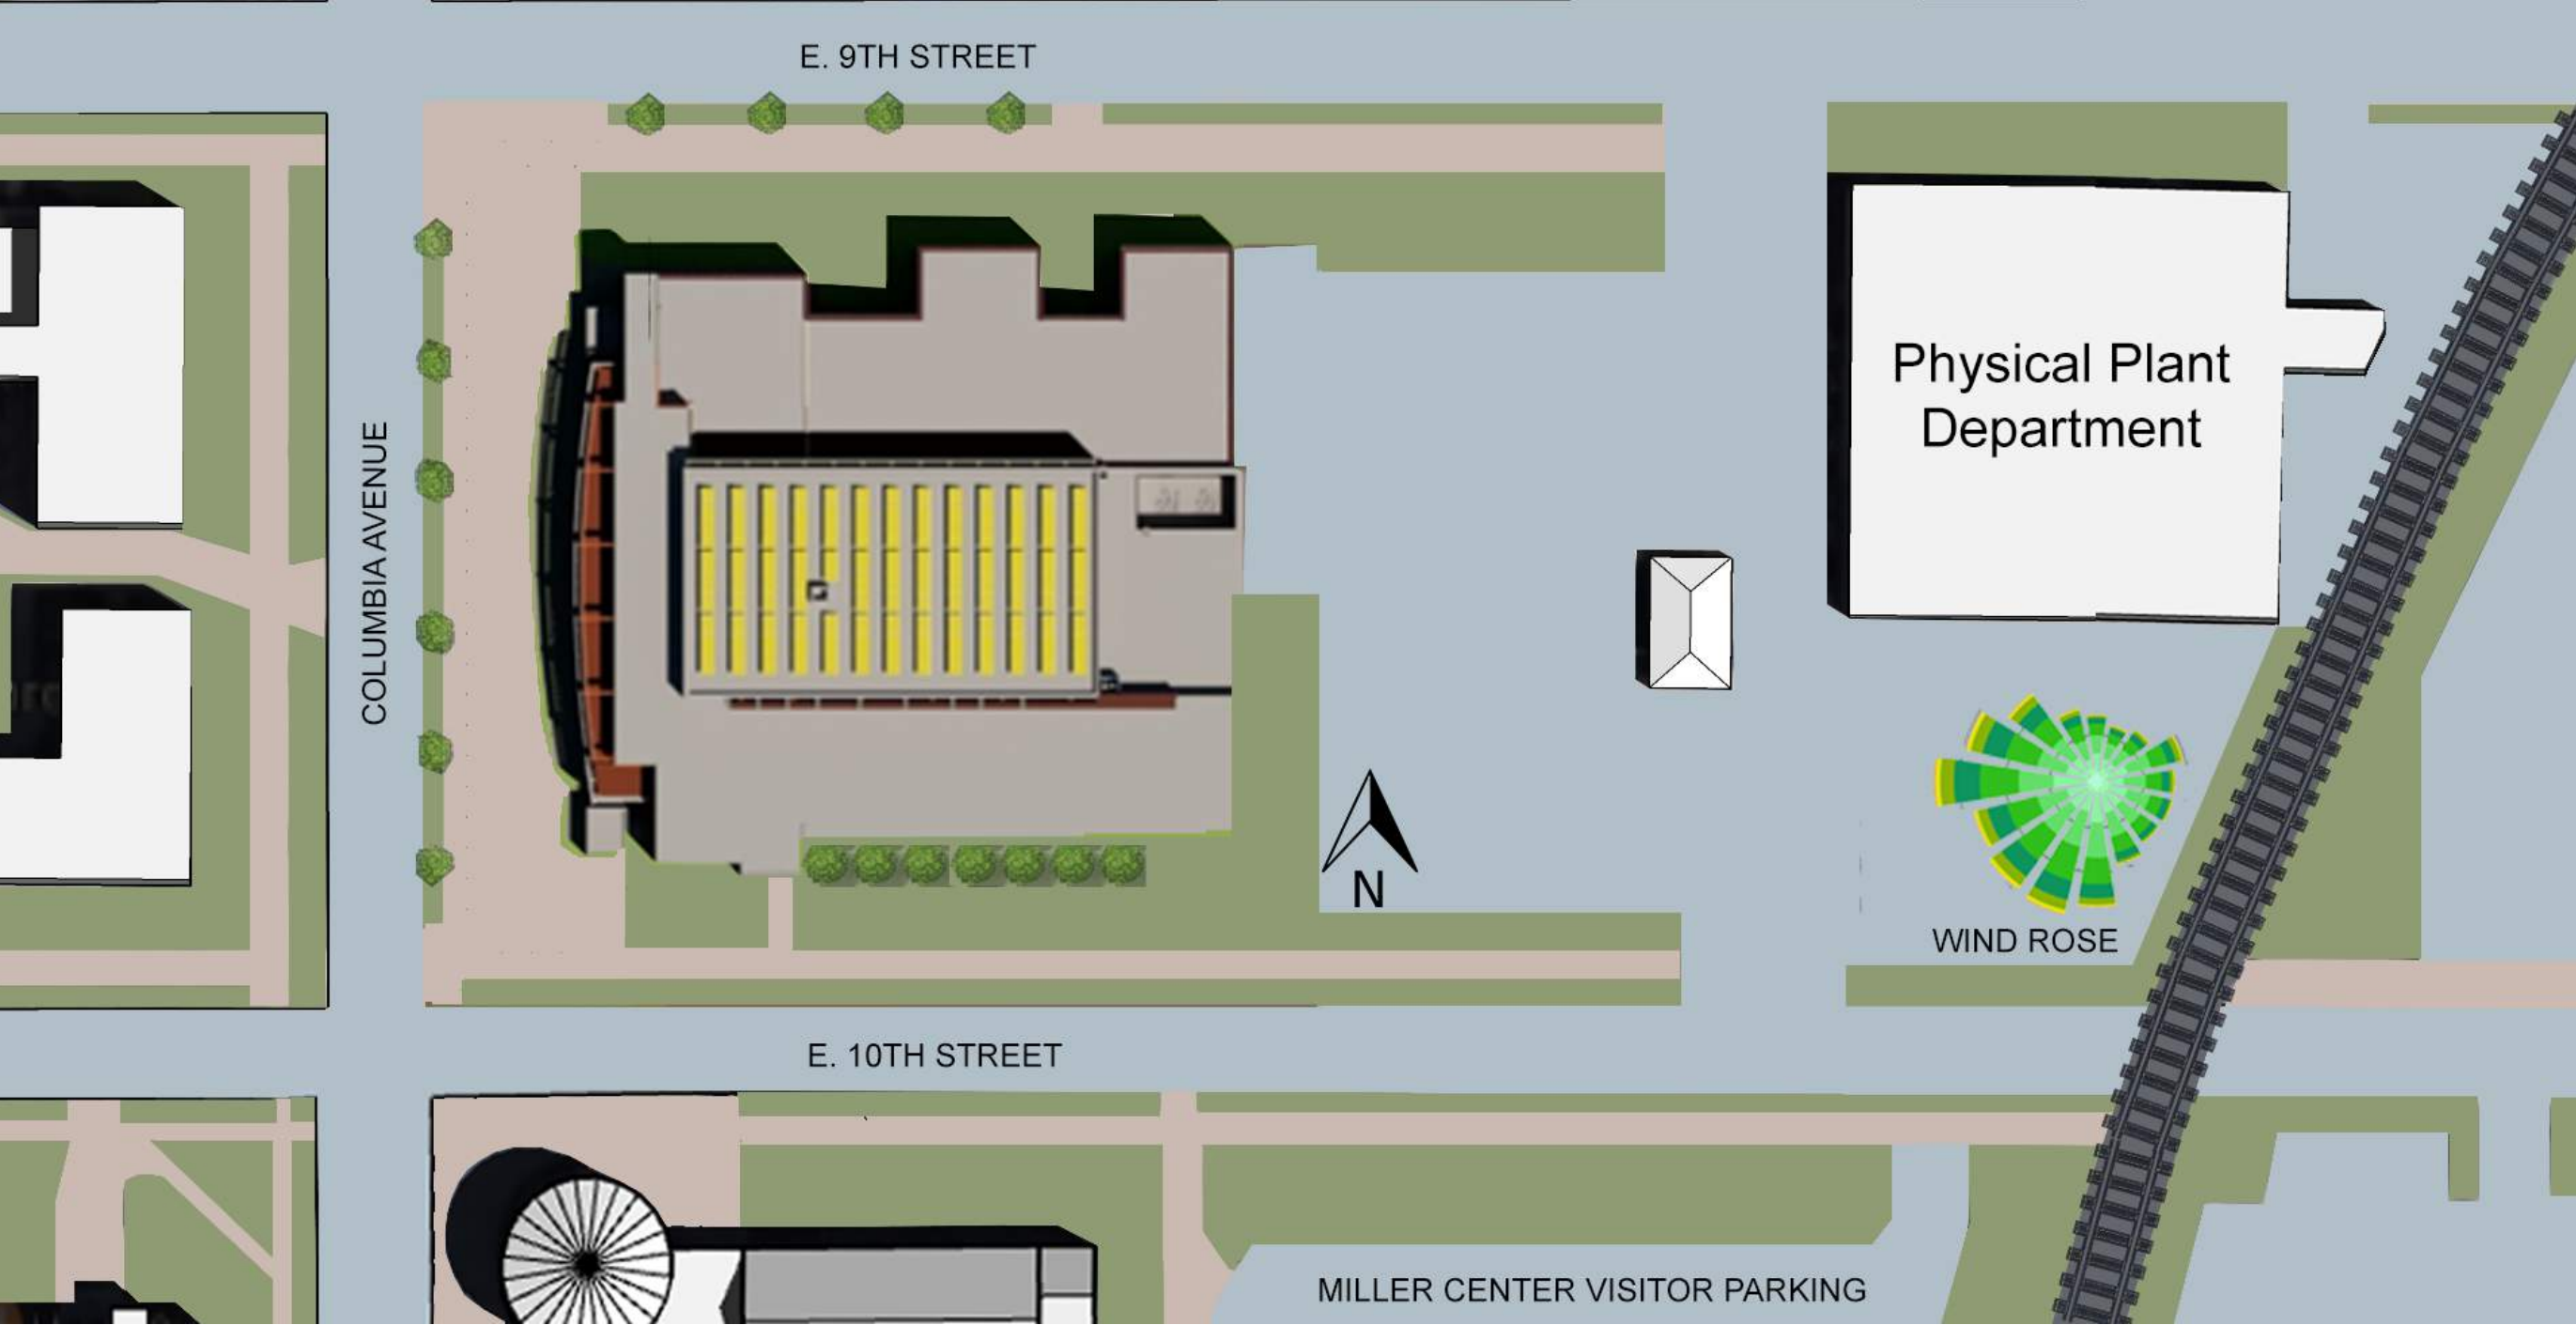 E. 9TH STREET
Physical Plant
Department
COLUMBIA AVENUE
N
WIND ROSE
E. 10TH STREET
MILLER CENTER VISITOR PARKING